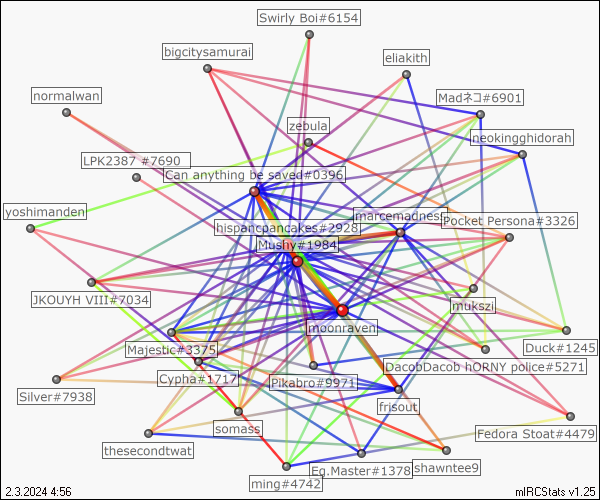 Swirly Boi#6154
bigcitysamurai
eliakith
normalwan
Madネコ#6901
zebula
neokingghidorah
LPK2387 #7690
Can anything be saved#0396
yoshimanden
marcemadness
Pocket Persona#3326
hispancpancakes#2928
Mushy#1984
JKOUYH VIII#7034
mukszi
moonraven
Majestic#3375
Duck#1245
DacobDacob hORNY police#5271
Cypha#1717
Pikabro#9971
Silver#7938
frisout
somass
Fedora Stoat#4479
thesecondtwat
Eg.Master#1378
shawntee9
ming#4742
2.3.2024 4:56
mIRCStats v1.25